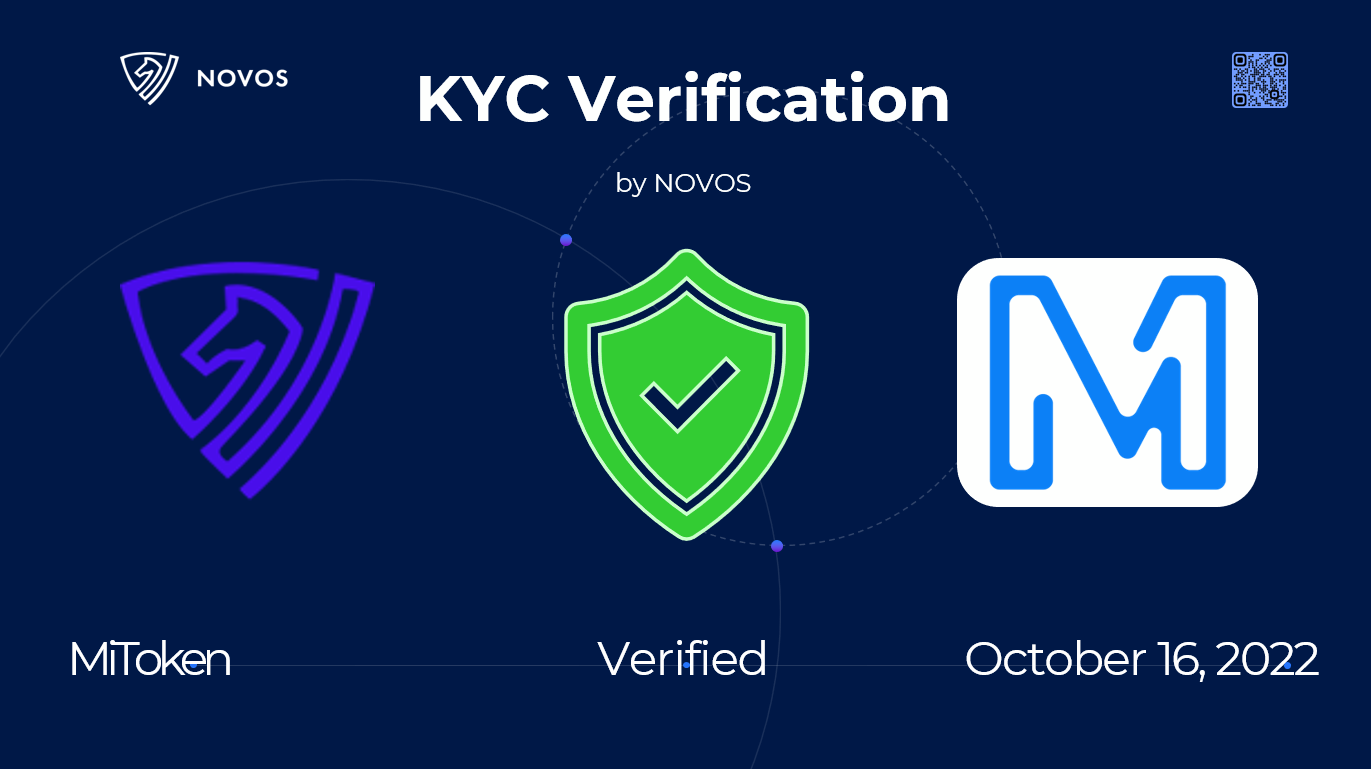 NOVOS
KYC Verification
by NOVOS
MiToken
Verified
October 16, 2022